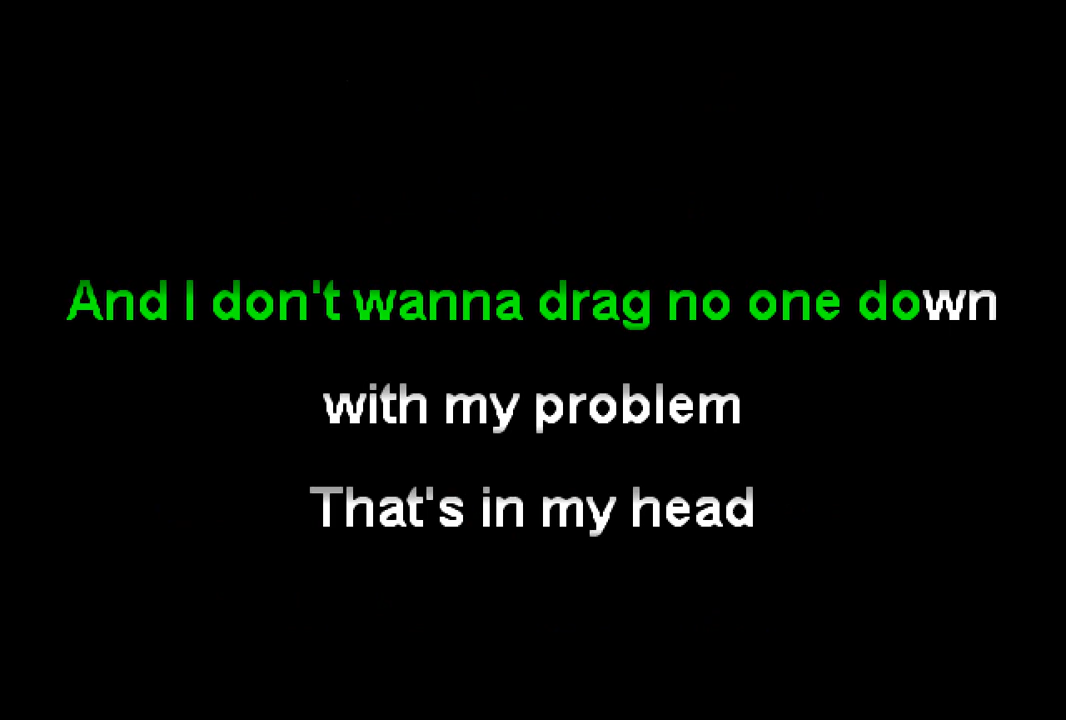 And I don't wanna drag no one down
with my problem
That's in my head